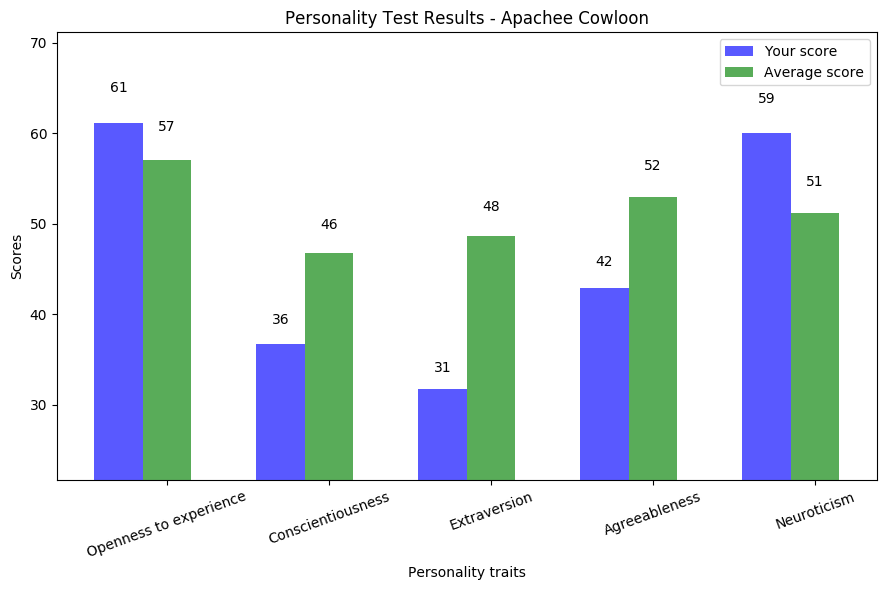 Personality Test Results - Apachee Cowloon
Your score
Average score
Scores
70
60
50
40
30
61
57
36
46
31
48
42
52
59
51
Openness to experience
Conscientiousness
Extraversion
Agreeableness
Neuroticism
Personality traits